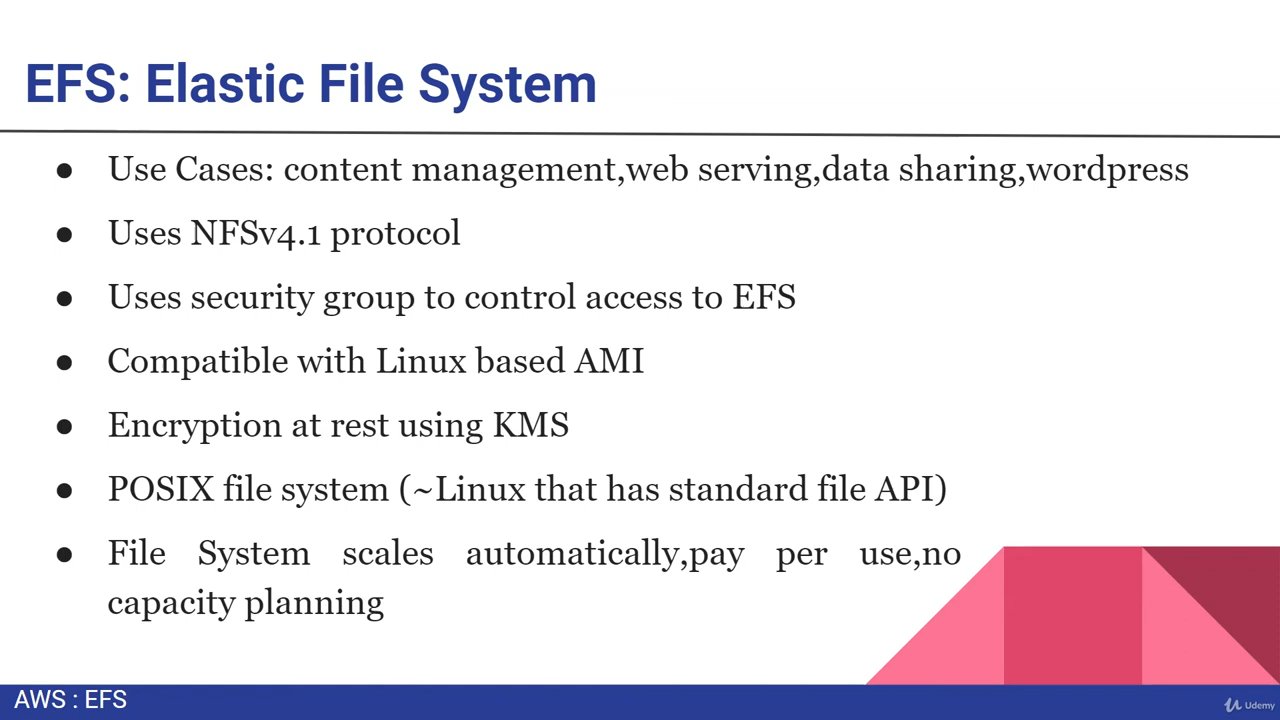 EFS: Elastic File System
● Use Cases: content management,web serving,data sharing,wordpress
● Uses NFSv4.1 protocol
● Uses security group to control access to EFS
● Compatible with Linux based AMI
● Encryption at rest using KMS
● POSIX file system (~Linux that has standard file API)
● File System scales automatically,pay per use,no
capacity planning
AWS : EFS
Udemy